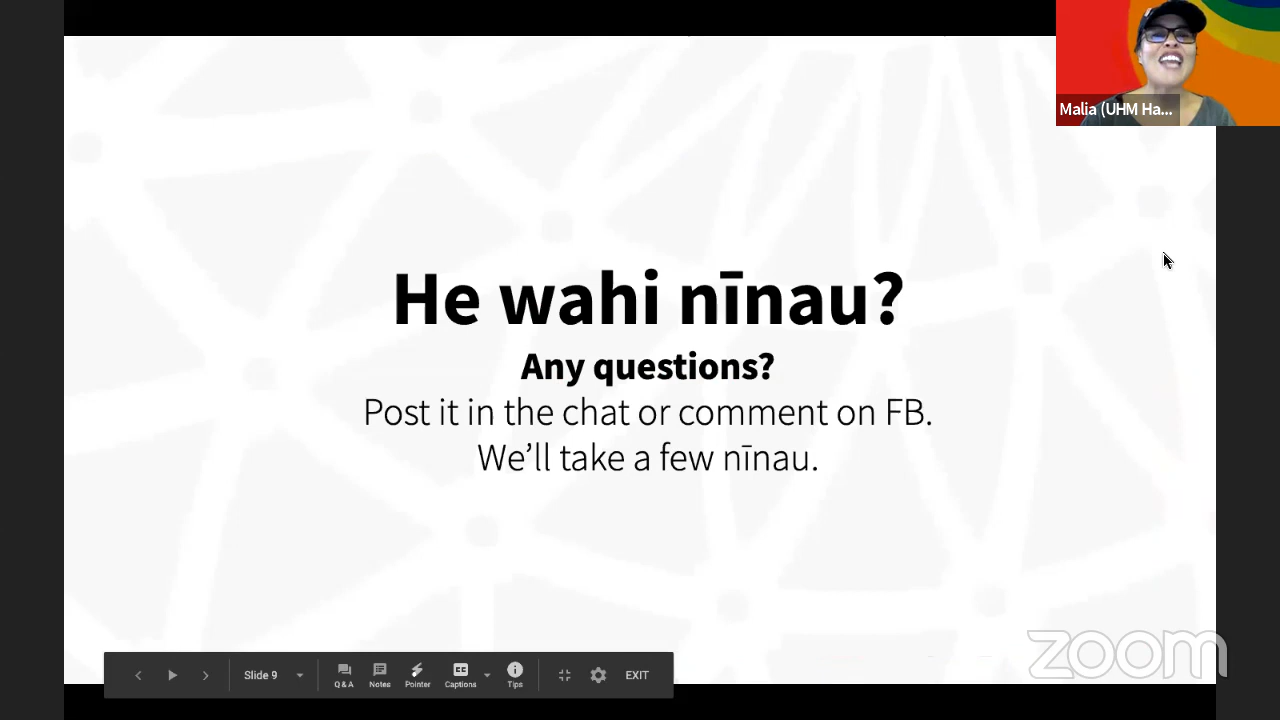 Malia (UHM Ha...
He wahi nīnau?
Any questions?
Post it in the chat or comment on FB.
We’ll take a few nīnau.
Slide 9
Q&A
Notes
Pointer
CC
Captions
Tips
EXIT
zoom